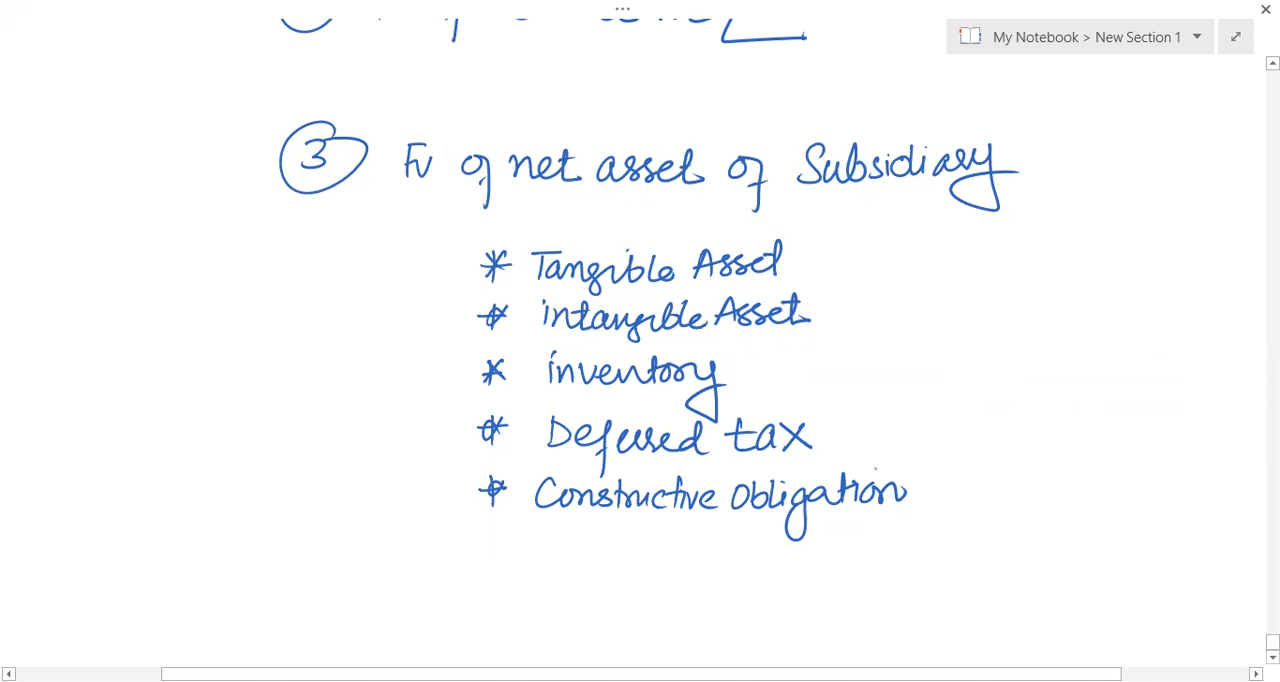 ...
My Notebook > New Section 1
3 Fv of net asset of Subsidiary
* Tangible Asset
* intangible Asset
* inventory
* Deferred tax
* Constructive Obligation